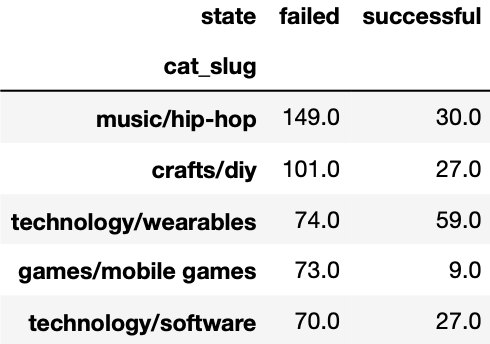 state failed successful
cat_slug
music/hip-hop 149.0 30.0
crafts/diy 101.0 27.0
technology/wearables 74.0 59.0
games/mobile games 73.0 9.0
technology/software 70.0 27.0